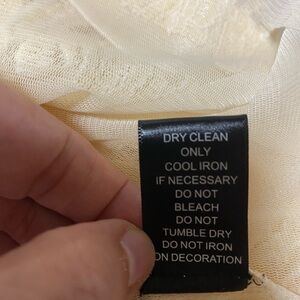 DRY CLEAN
ONLY
COOL IRON
IF NECESSARY
DO NOT
BLEACH
DO NOT
TUMBLE DRY
DO NOT IRON
ON DECORATION